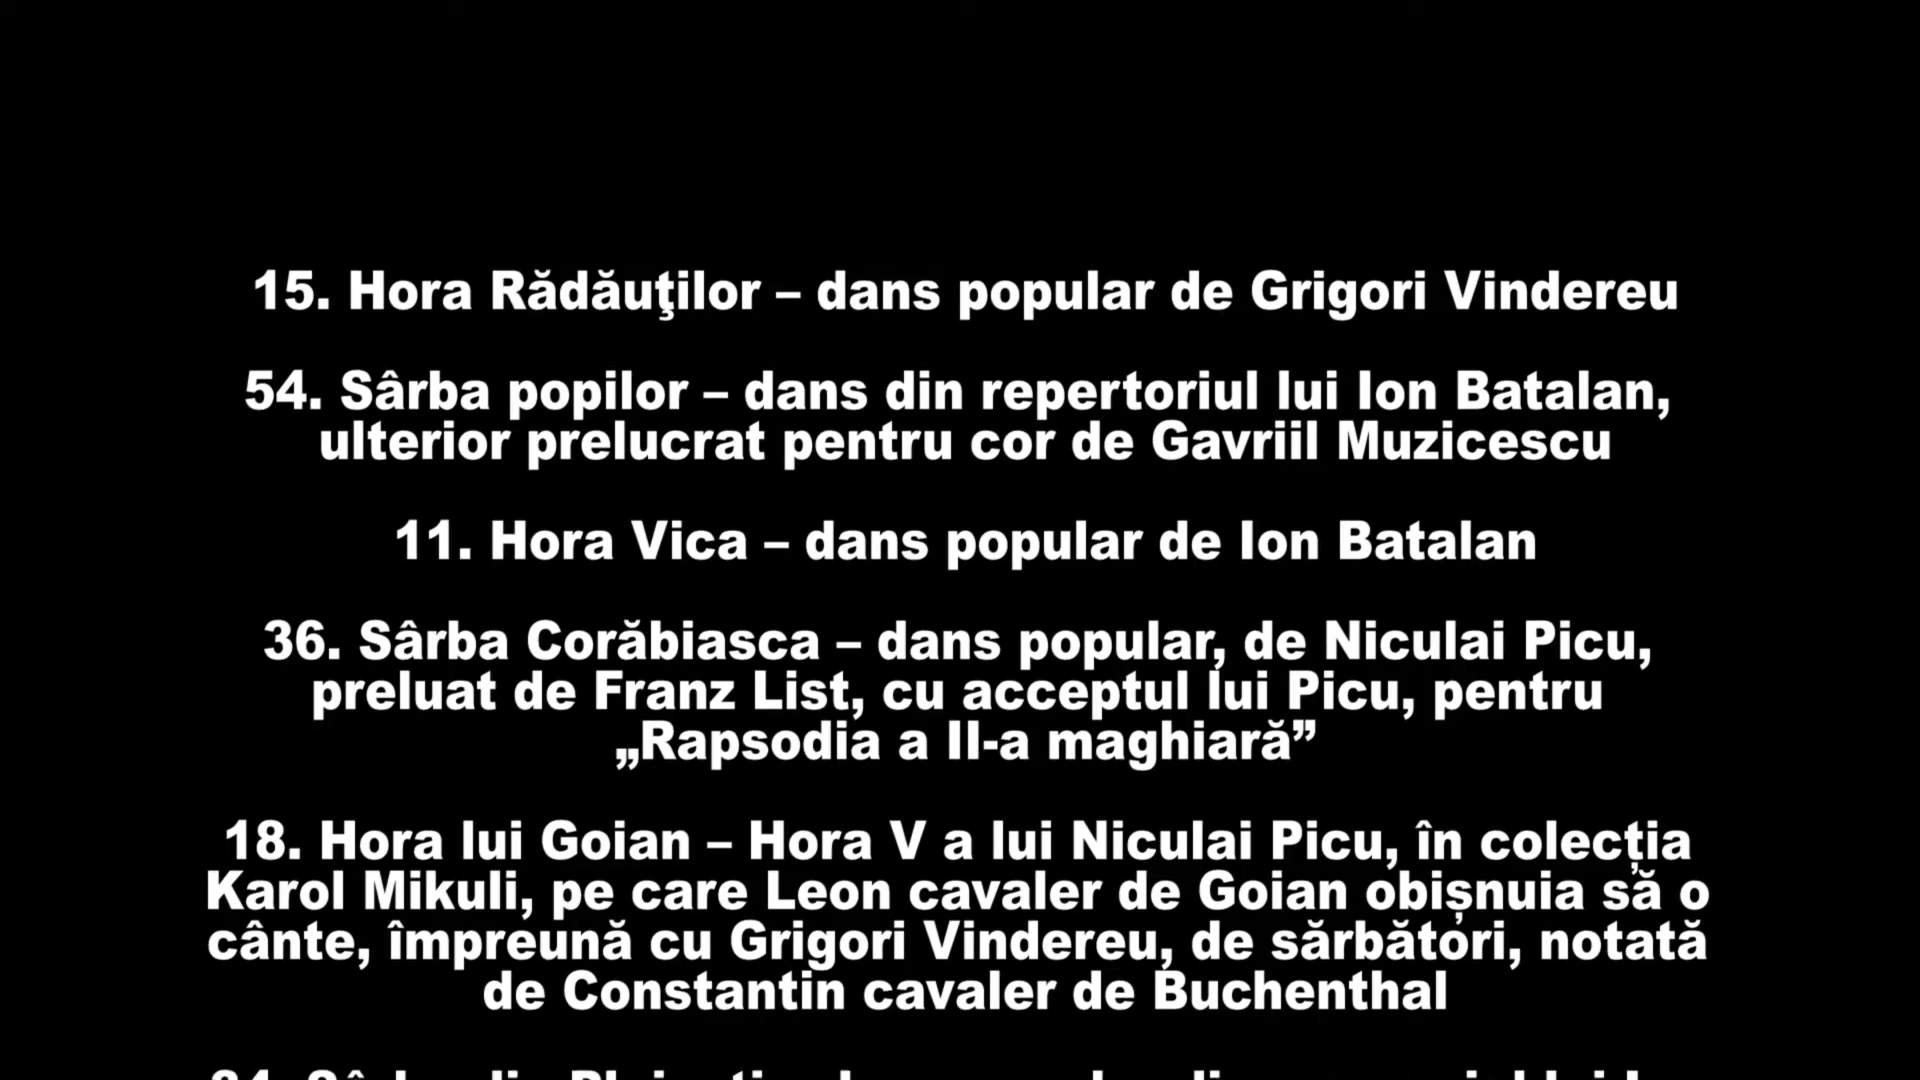 15. Hora Rădăuţilor – dans popular de Grigori Vindereu
54. Sârba popilor – dans din repertoriul lui Ion Batalan,
ulterior prelucrat pentru cor de Gavriil Muzicescu
11. Hora Vica – dans popular de Ion Batalan
36. Sârba Corăbiasca – dans popular, de Niculai Picu,
preluat de Franz List, cu acceptul lui Picu, pentru
„Rapsodia a II-a maghiară”
18. Hora lui Goian – Hora V a lui Niculai Picu, în colecția
Karol Mikuli, pe care Leon cavaler de Goian obișnuia să o
cânte, împreună cu Grigori Vindereu, de sărbători, notată
de Constantin cavaler de Buchenthal